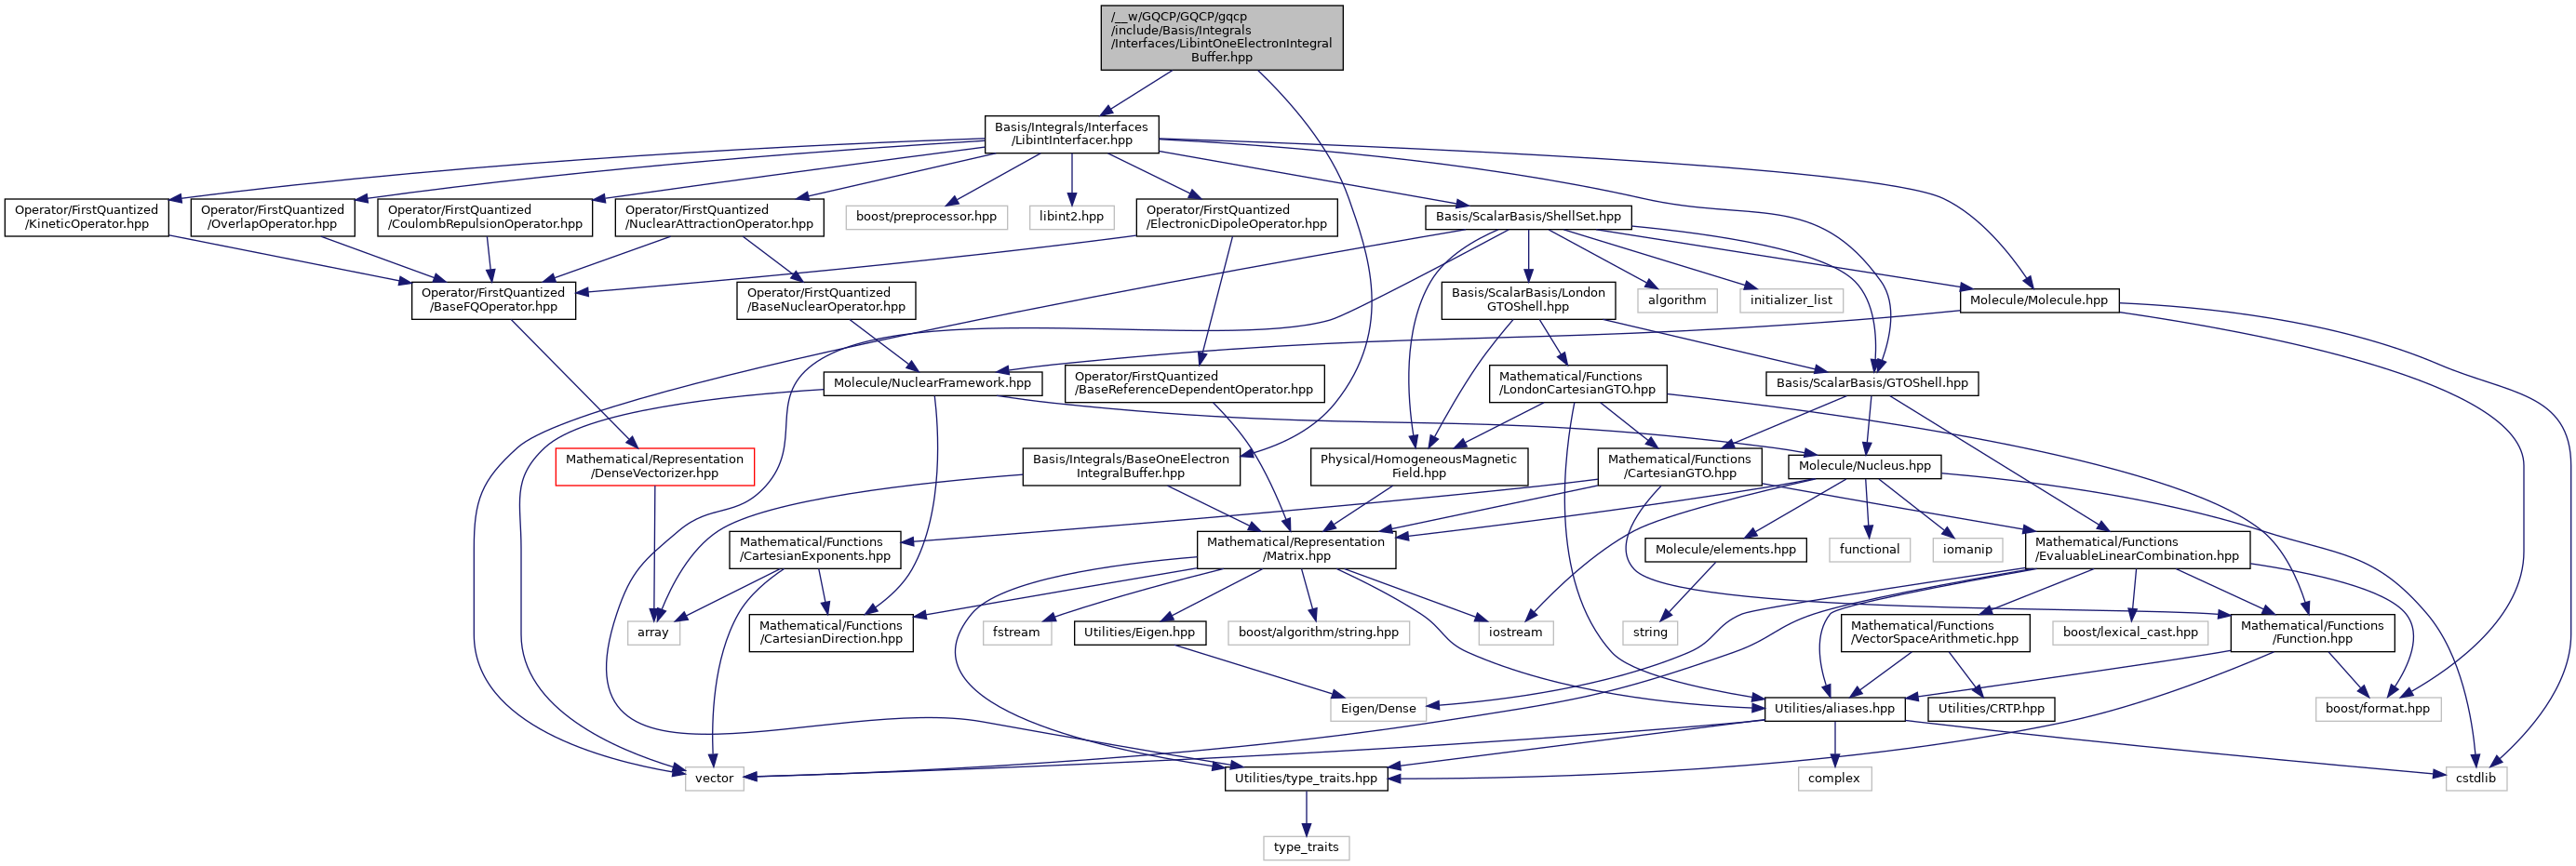 /__w/GQCP/GQCP/gqcp
/include/Basis/Integrals
/Interfaces/LibintOneElectronIntegral
Buffer.hpp
Basis/Integrals/Interfaces
/LibintInterfacer.hpp
Operator/FirstQuantized
/KineticOperator.hpp
Operator/FirstQuantized
/OverlapOperator.hpp
Operator/FirstQuantized
/CoulombRepulsionOperator.hpp
Operator/FirstQuantized
/NuclearAttractionOperator.hpp
boost/preprocessor.hpp
libint2.hpp
Operator/FirstQuantized
/ElectronicDipoleOperator.hpp
Basis/ScalarBasis/ShellSet.hpp
Operator/FirstQuantized
/BaseFQOperator.hpp
Operator/FirstQuantized
/BaseNuclearOperator.hpp
Basis/ScalarBasis/London
GTOShell.hpp
algorithm
initializer_list
Molecule/Molecule.hpp
Molecule/NuclearFramework.hpp
Operator/FirstQuantized
/BaseReferenceDependentOperator.hpp
Mathematical/Functions
/LondonCartesianGTO.hpp
Basis/ScalarBasis/GTOShell.hpp
Mathematical/Representation
/DenseVectorizer.hpp
Basis/Integrals/BaseOneElectron
IntegralBuffer.hpp
Physical/HomogeneousMagnetic
Field.hpp
Mathematical/Functions
/CartesianGTO.hpp
Molecule/Nucleus.hpp
Mathematical/Functions
/CartesianExponents.hpp
Mathematical/Representation
/Matrix.hpp
Molecule/elements.hpp
functional
iomanip
Mathematical/Functions
/EvaluableLinearCombination.hpp
array
Mathematical/Functions
/CartesianDirection.hpp
fstream
Utilities/Eigen.hpp
boost/algorithm/string.hpp
iostream
string
Mathematical/Functions
/VectorSpaceArithmetic.hpp
boost/lexical_cast.hpp
Mathematical/Functions
/Function.hpp
Eigen/Dense
Utilities/aliases.hpp
Utilities/CRTP.hpp
boost/format.hpp
vector
Utilities/type_traits.hpp
complex
cstdlib
type_traits